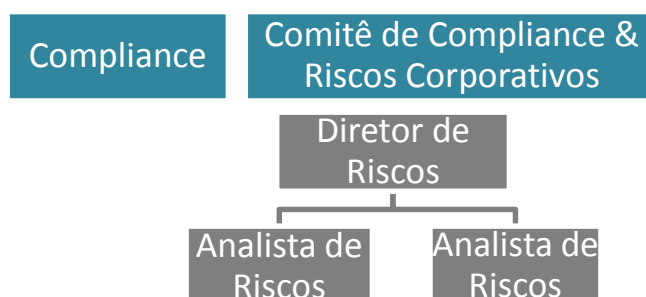 Compliance
Comitê de Compliance &
Riscos Corporativos
Diretor de
Riscos
Analista de
Riscos
Analista de
Riscos